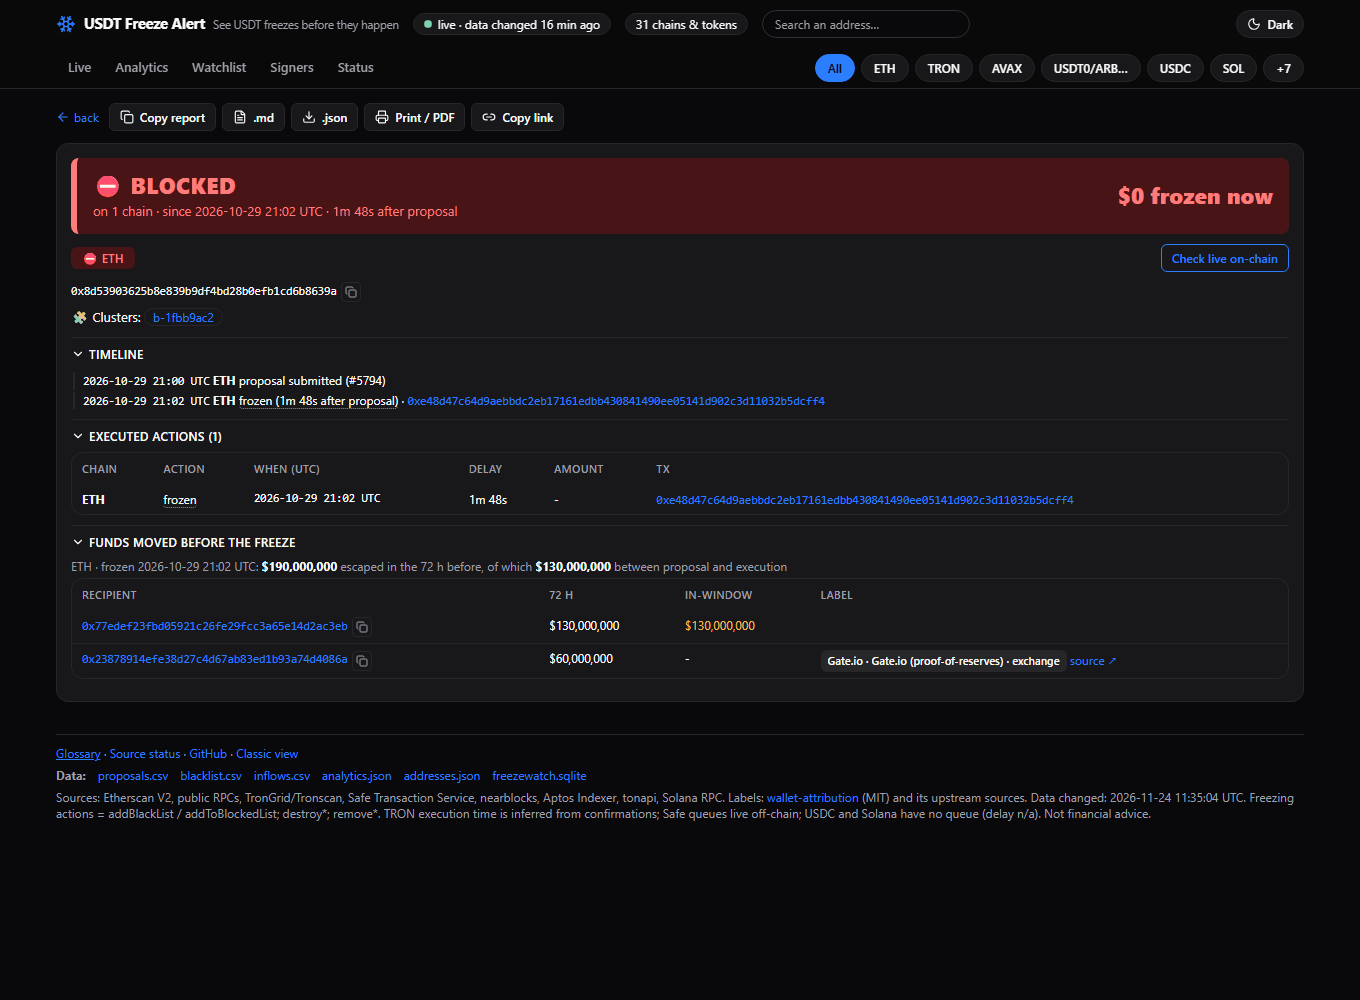 USDT Freeze Alert See USDT freezes before they happen live · data changed 16 min ago 31 chains & tokens Search an address... Dark
Live Analytics Watchlist Signers Status All ETH TRON AVAX USDT0/ARB... USDC SOL +7
← back Copy report .md .json Print / PDF Copy link
BLOCKED
on 1 chain · since 2026-10-29 21:02 UTC · 1m 48s after proposal
$0 frozen now
ETH Check live on-chain
0x8d53903625b8e839b9df4bd28b0efb1cd6b8639a
Clusters: b-1fbb9ac2
TIMELINE
2026-10-29 21:00 UTC ETH proposal submitted (#5794)
2026-10-29 21:02 UTC ETH frozen (1m 48s after proposal) · 0xe48d47c64d9aebbdc2eb17161edbb430841490ee05141d902c3d11032b5dcff4
EXECUTED ACTIONS (1)
CHAIN ACTION WHEN (UTC) DELAY AMOUNT TX
ETH frozen 2026-10-29 21:02 UTC 1m 48s - 0xe48d47c64d9aebbdc2eb17161edbb430841490ee05141d902c3d11032b5dcff4
FUNDS MOVED BEFORE THE FREEZE
ETH · frozen 2026-10-29 21:02 UTC: $190,000,000 escaped in the 72 h before, of which $130,000,000 between proposal and execution
RECIPIENT 72 H IN-WINDOW LABEL
0x77edef23fbd05921c26fe29fcc3a65e14d2ac3eb $130,000,000 $130,000,000
0x23878914efe38d27c4d67ab83ed1b93a74d4086a $60,000,000 - Gate.io · Gate.io (proof-of-reserves) · exchange source ↗
Glossary · Source status · GitHub · Classic view
Data: proposals.csv blacklist.csv inflows.csv analytics.json addresses.json freezewatch.sqlite
Sources: Etherscan V2, public RPCs, TronGrid/Tronscan, Safe Transaction Service, nearblocks, Aptos Indexer, tonapi, Solana RPC. Labels: wallet-attribution (MIT) and its upstream sources. Data changed: 2026-11-24 11:35:04 UTC. Freezing
actions = addBlackList / addToBlockedList; destroy*; remove*. TRON execution time is inferred from confirmations; Safe queues live off-chain; USDC and Solana have no queue (delay n/a). Not financial advice.